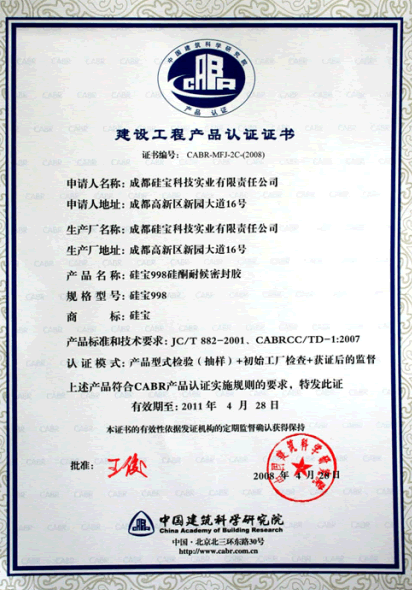 中国建筑科学研究院
CABR
产品 认证
建设工程产品认证证书
证书编号： CABR-MFJ-2C-(2008)
申请人名称：成都硅宝科技实业有限责任公司
申请人地址：成都高新区新园大道16号
生产厂名称：成都硅宝科技实业有限责任公司
生产厂地址：成都高新区新园大道16号
产 品 名 称：硅宝998硅酮耐候密封胶
规 格 型 号：硅宝998
商 标：硅宝
产品标准和技术要求：JC/T 882-2001、CABRCC/TD-1:2007
认 证 模 式：产品型式检验（抽样）+初始工厂检查+获证后的监督
上述产品符合CABR产品认证实施规则的要求，特发此证
有效期至：2011 年 4 月 28 日
本证书的有效性依据发证机构的定期监督确认获得保持
批准：
2008 年 4 月 28 日
中国建筑科学研究院
China Academy of Building Research
中国·北京北三环东路30号
http://www.cabr.com.cn